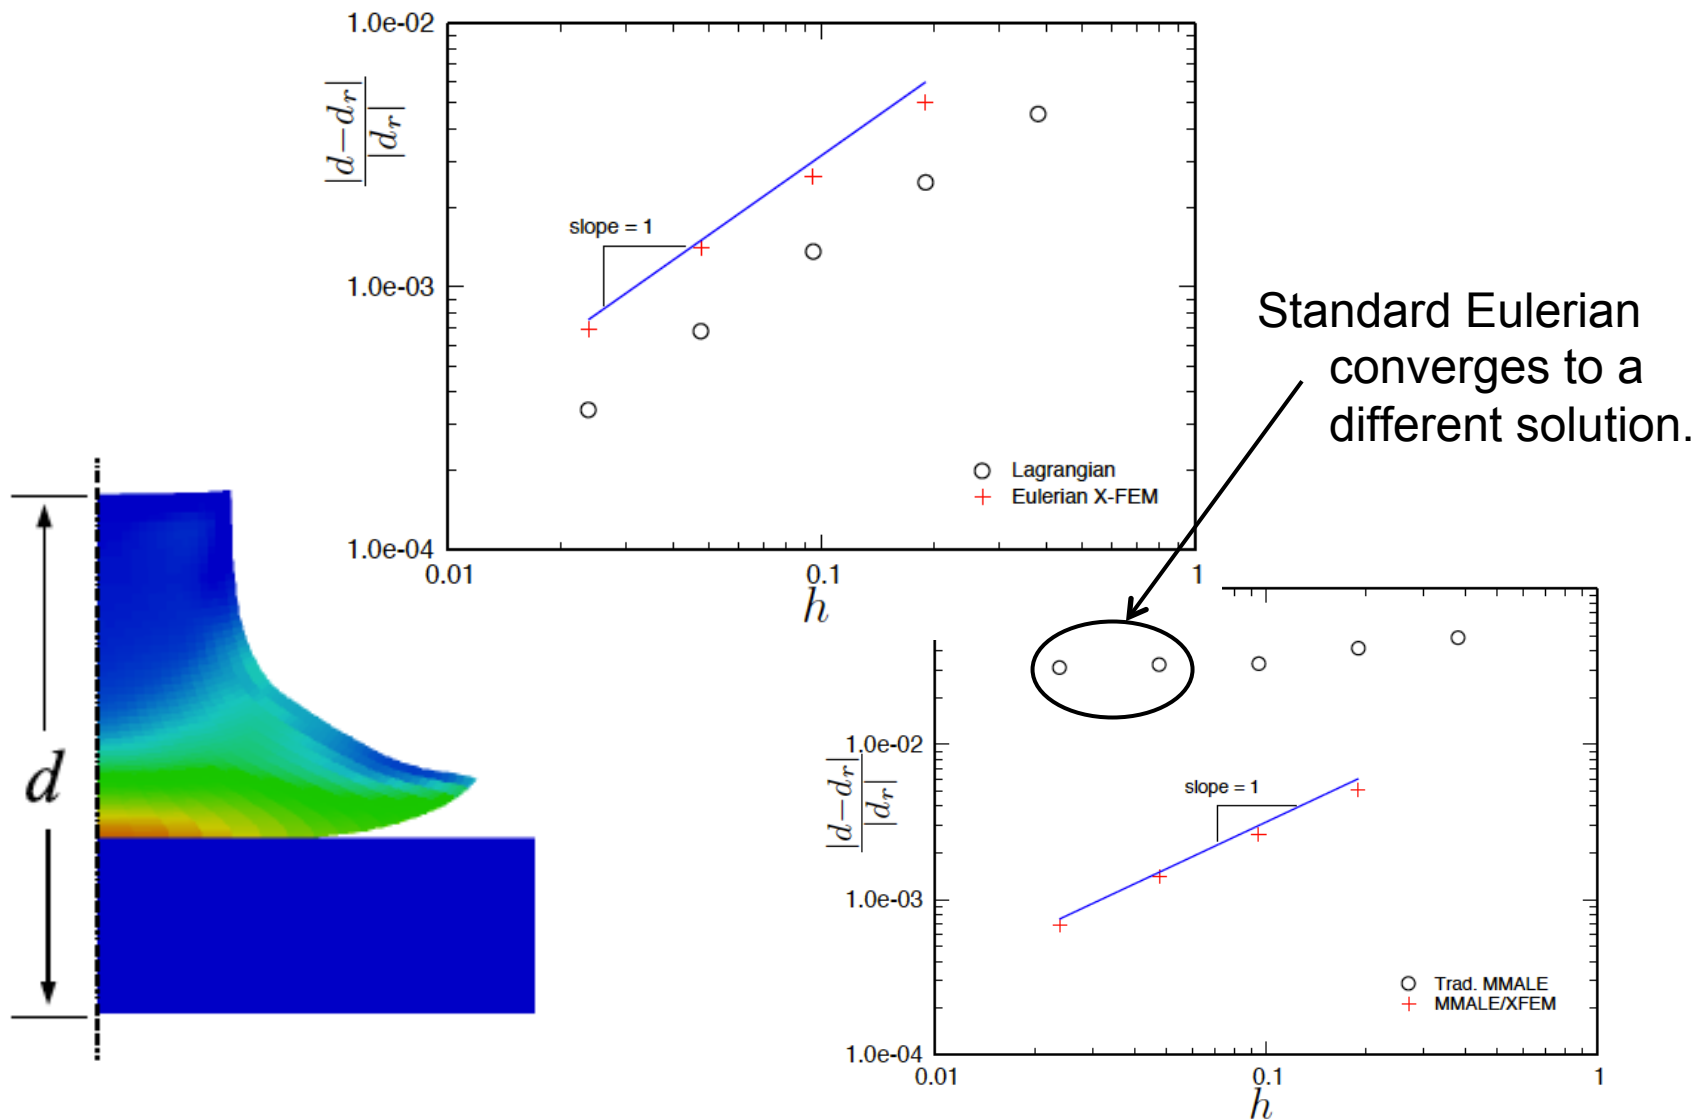 1.0e-02
|d−d_r|
|d_r|
slope = 1
1.0e-03
Lagrangian
Eulerian X-FEM
1.0e-04
0.01
0.1
1
h
Standard Eulerian
converges to a
different solution.
d
1.0e-02
|d−d_r|
|d_r|
slope = 1
1.0e-03
Trad. MMALE
MMALE/XFEM
1.0e-04
0.01
0.1
1
h